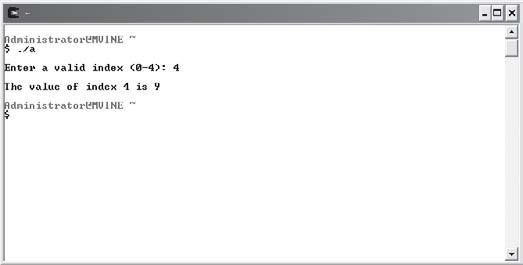 ~
Administrator@MVINE ~
$ ./a
Enter a valid index (0-4): 4
The value of index 4 is 9
Administrator@MVINE ~
$